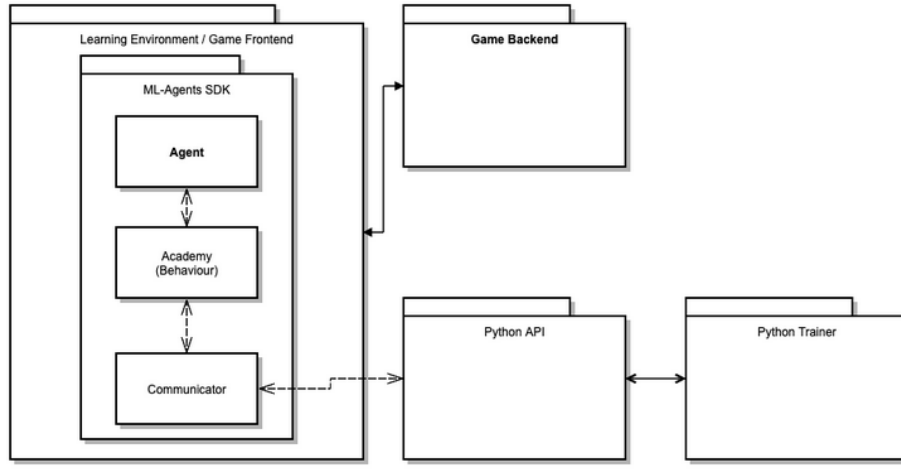 Learning Environment / Game Frontend
ML-Agents SDK
Agent
Academy
(Behaviour)
Communicator
Game Backend
Python API
Python Trainer